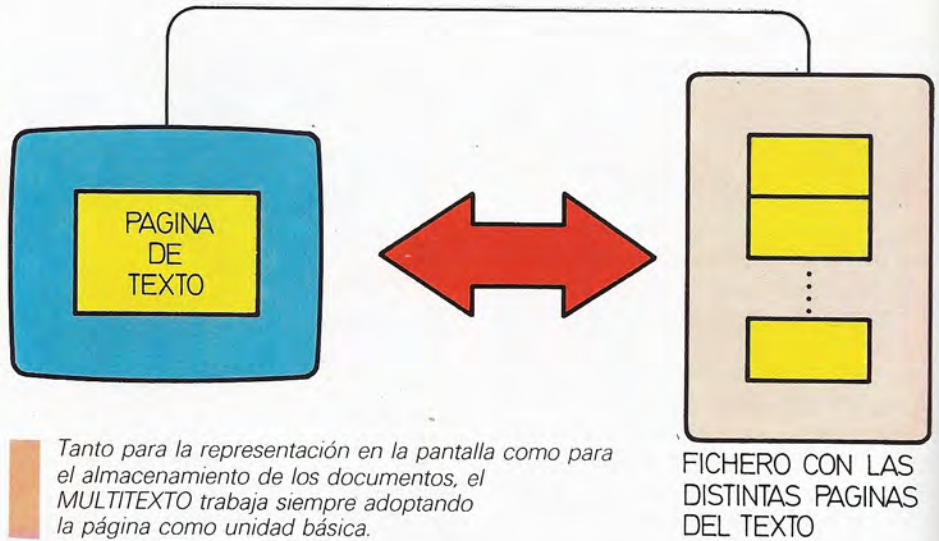 PAGINA
DE
TEXTO
Tanto para la representación en la pantalla como para
el almacenamiento de los documentos, el
MULTITEXTO trabaja siempre adoptando
la página como unidad básica.
FICHERO CON LAS
DISTINTAS PAGINAS
DEL TEXTO